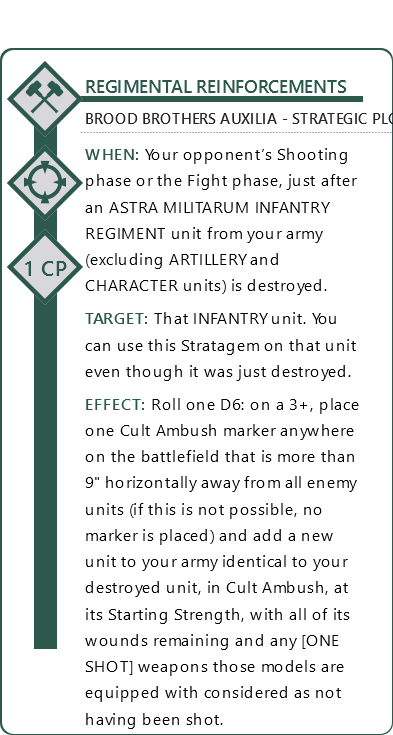 REGIMENTAL REINFORCEMENTS
BROOD BROTHERS AUXILIA - STRATEGIC
WHEN: Your opponent's Shooting
phase or the Fight phase, just after
an ASTRA MILITARUM INFANTRY
REGIMENT unit from your army
(excluding ARTILLERY and
CHARACTER units) is destroyed.
1 CP
TARGET: That INFANTRY unit. You
can use this Stratagem on that unit
even though it was just destroyed.
EFFECT: Roll one D6: on a 3+, place
one Cult Ambush marker anywhere
on the battlefield that is more than
9" horizontally away from all enemy
units (if this is not possible, no
marker is placed) and add a new
unit to your army identical to your
destroyed unit, in Cult Ambush, at
its Starting Strength, with all of its
wounds remaining and any [ONE
SHOT] weapons those models are
equipped with considered as not
having been shot.